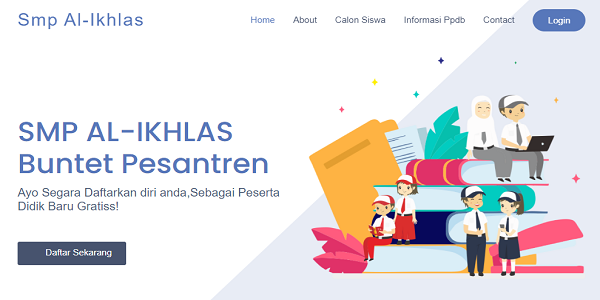 Smp Al-Ikhlas
Home About Calon Siswa Informasi Ppdb Contact Login
SMP AL-IKHLAS
Buntet Pesantren
Ayo Segara Daftarkan diri anda,Sebagai Peserta
Didik Baru Gratiss!
Daftar Sekarang